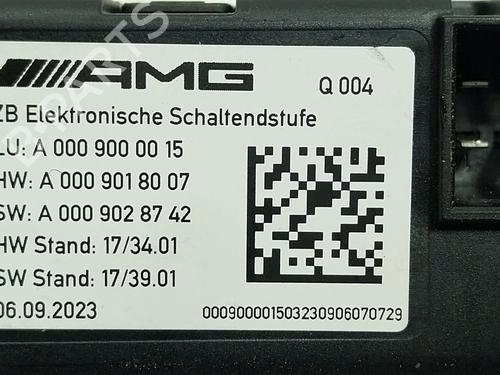 AMG
Q 004
ZB Elektronische Schaltendstufe
LU: A 000 900 00 15
HW: A 000 901 80 07
SW: A 000 902 87 42
HW Stand: 17/34.01
SW Stand: 17/39.01
06.09.2023
000900001503230906070729